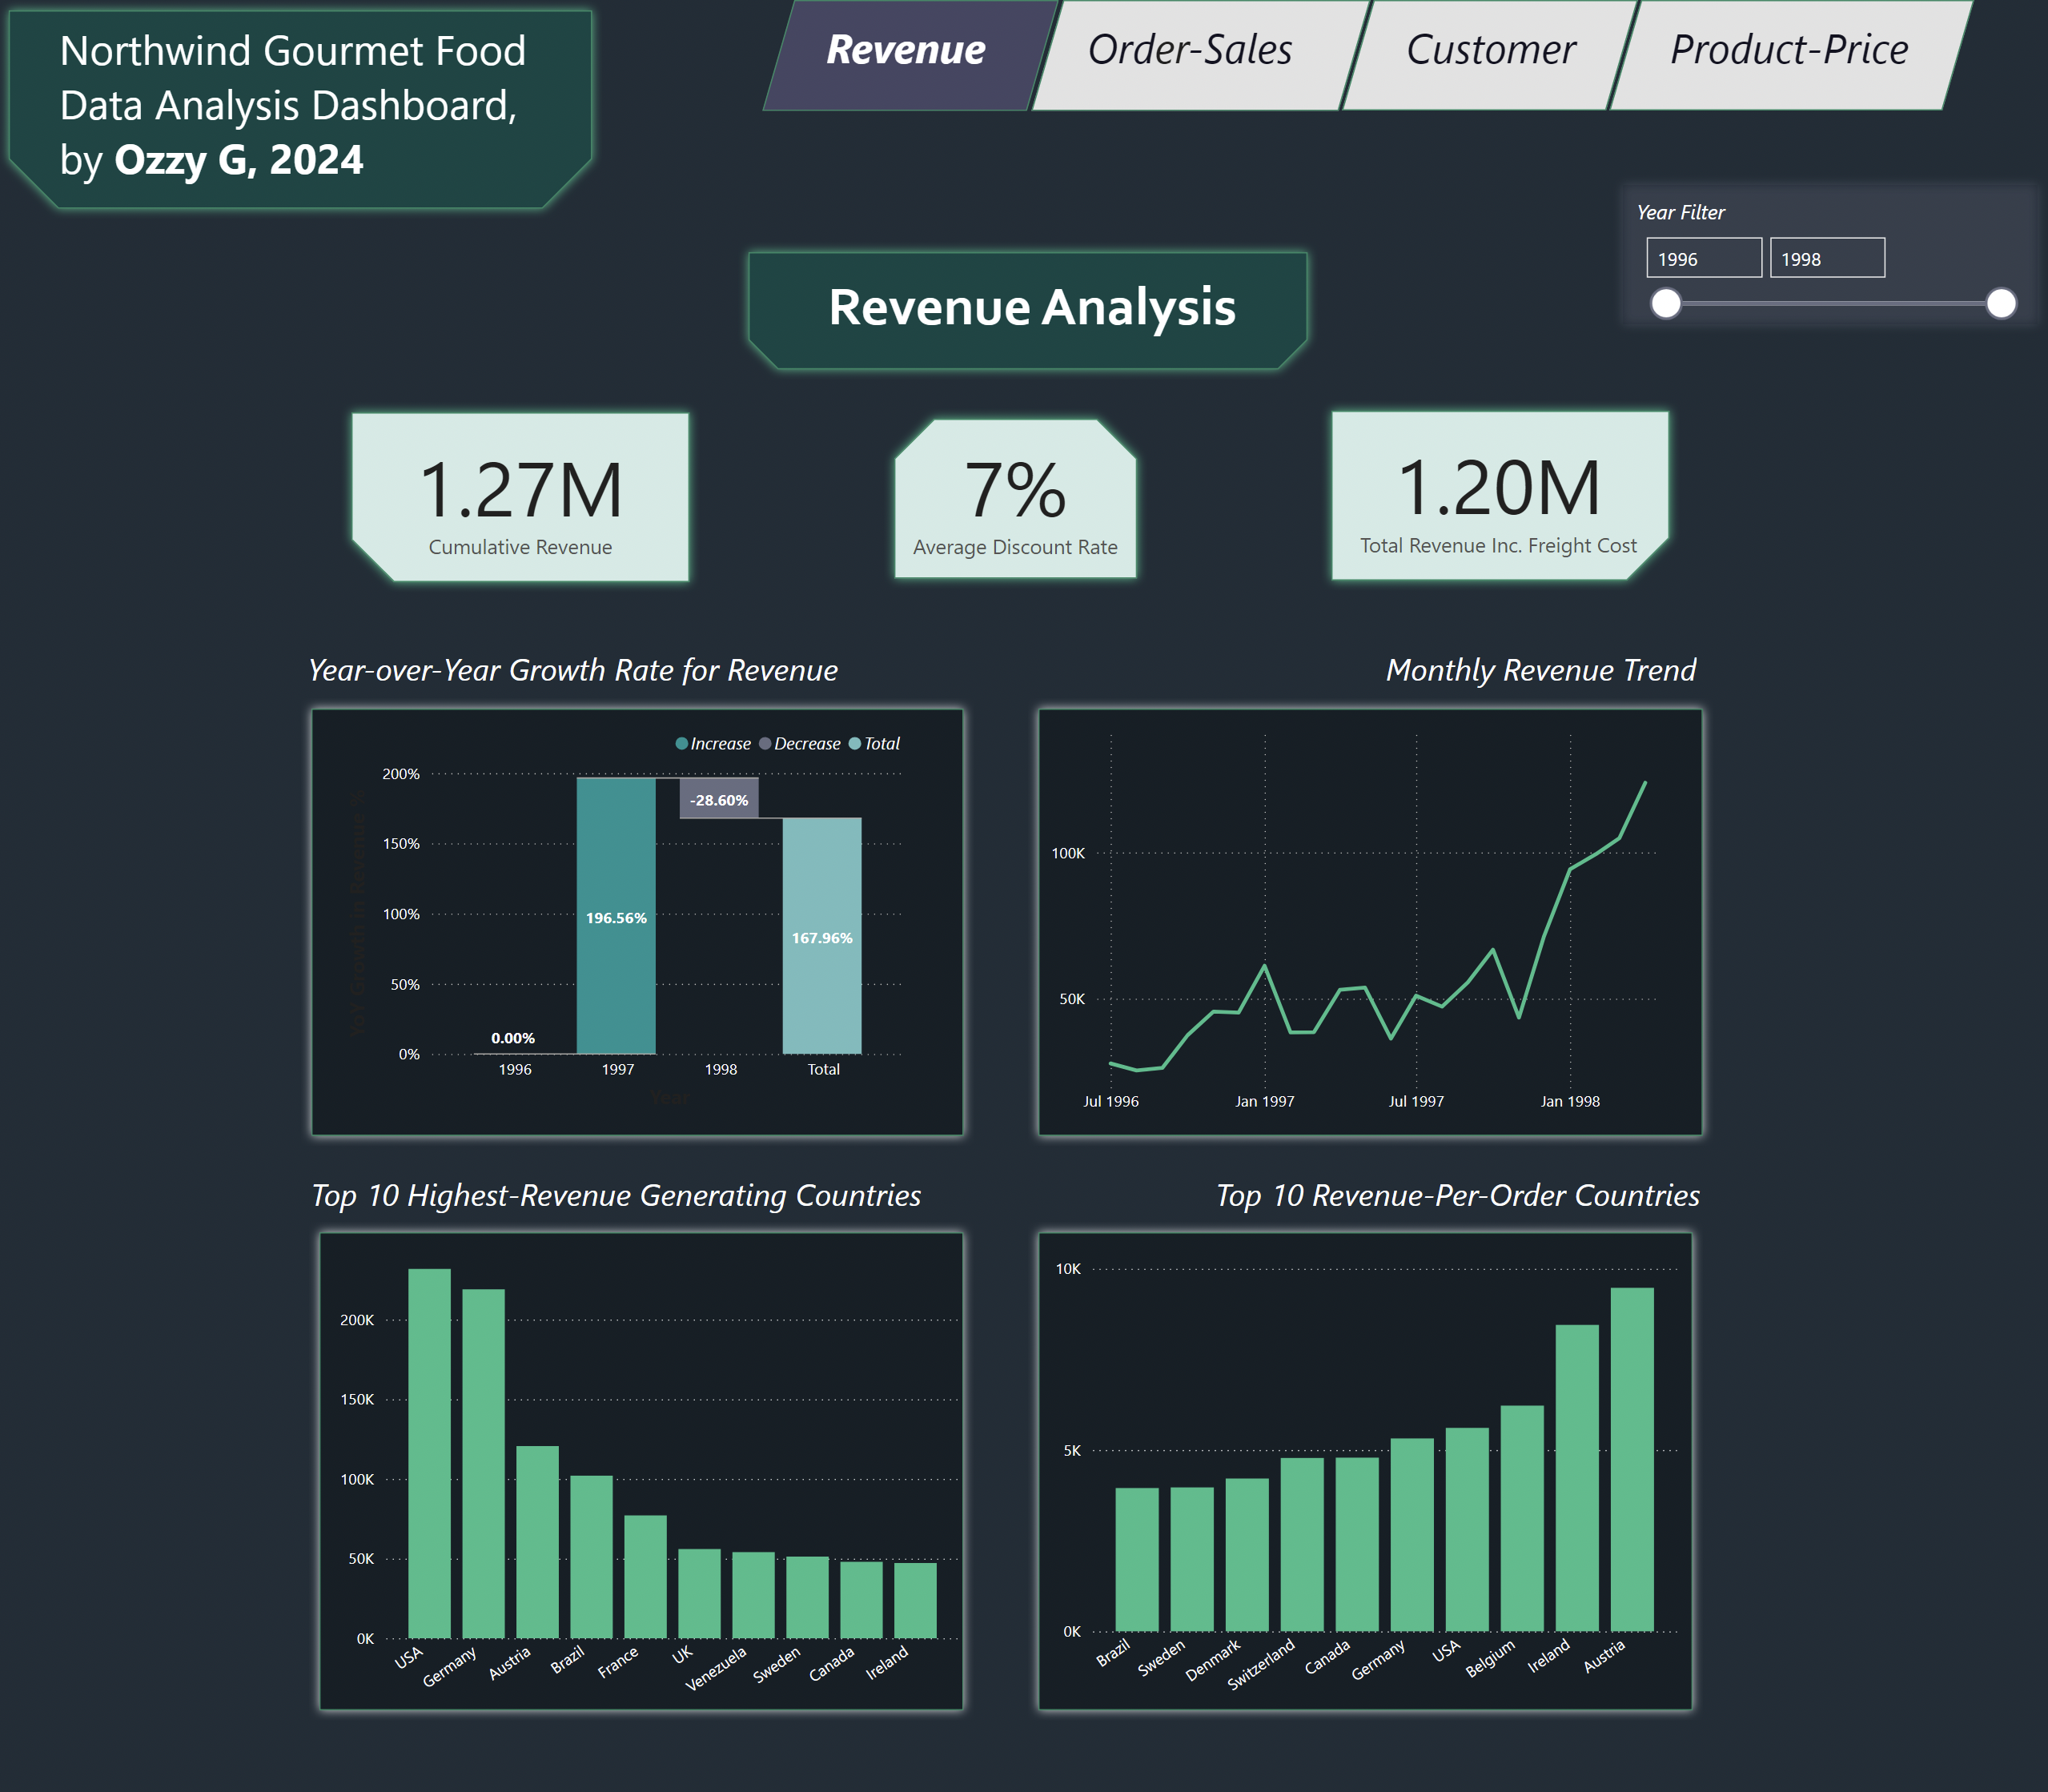 Northwind Gourmet Food
Data Analysis Dashboard,
by Ozzy G, 2024
Revenue
Order-Sales
Customer
Product-Price
Year Filter
1996
1998
Revenue Analysis
1.27M
Cumulative Revenue
7%
Average Discount Rate
1.20M
Total Revenue Inc. Freight Cost
Year-over-Year Growth Rate for Revenue
Increase
Decrease
Total
YoY Growth in Revenue %
200%
150%
100%
50%
0%
0.00%
196.56%
-28.60%
167.96%
1996
1997
1998
Total
Year
Monthly Revenue Trend
100K
50K
Jul 1996
Jan 1997
Jul 1997
Jan 1998
Top 10 Highest-Revenue Generating Countries
200K
150K
100K
50K
0K
USA
Germany
Austria
Brazil
France
UK
Venezuela
Sweden
Canada
Ireland
Top 10 Revenue-Per-Order Countries
10K
5K
0K
Brazil
Sweden
Denmark
Switzerland
Canada
Germany
USA
Belgium
Ireland
Austria